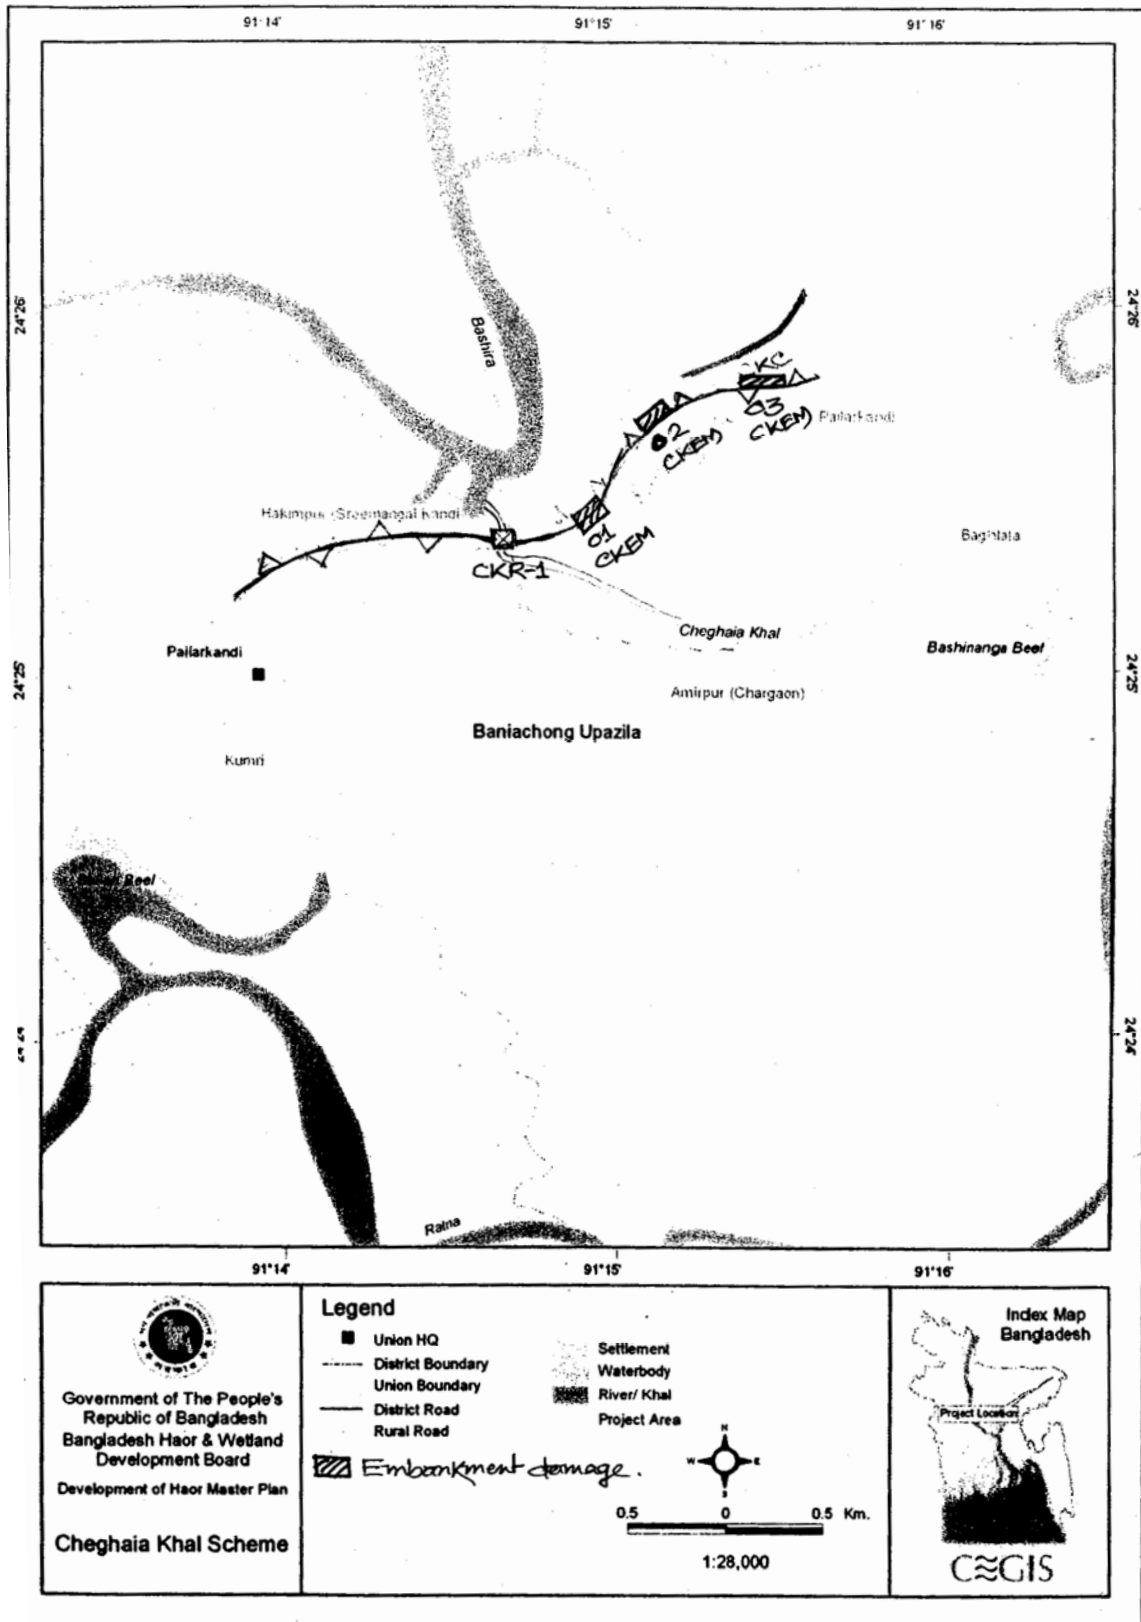 91°14'
91°15'
91°16'
24°26'
24°26'
Bashira
KC
03
CKEM
Pailarkandi
02
CKEM
Hakimpur (Sreemangal Kandi
01
CKEM
Baghlata
CKR-1
Cheghaia Khal
Bashinanga Beel
Pailarkandi
24°25'
24°25'
Amirpur (Chargaon)
Baniachong Upazila
Kumri
Beel
24°24'
Ratna
91°14'
91°15'
91°16'
Government of The People's
Republic of Bangladesh
Bangladesh Haor & Wetland
Development Board
Development of Haor Master Plan
Cheghaia Khal Scheme
Legend
Union HQ
District Boundary
Union Boundary
District Road
Rural Road
Settlement
Waterbody
River/ Khal
Project Area
Embankment damage.
N
W
E
S
0.5 0 0.5 Km.
1:28,000
Index Map
Bangladesh
Project Location
CEGIS